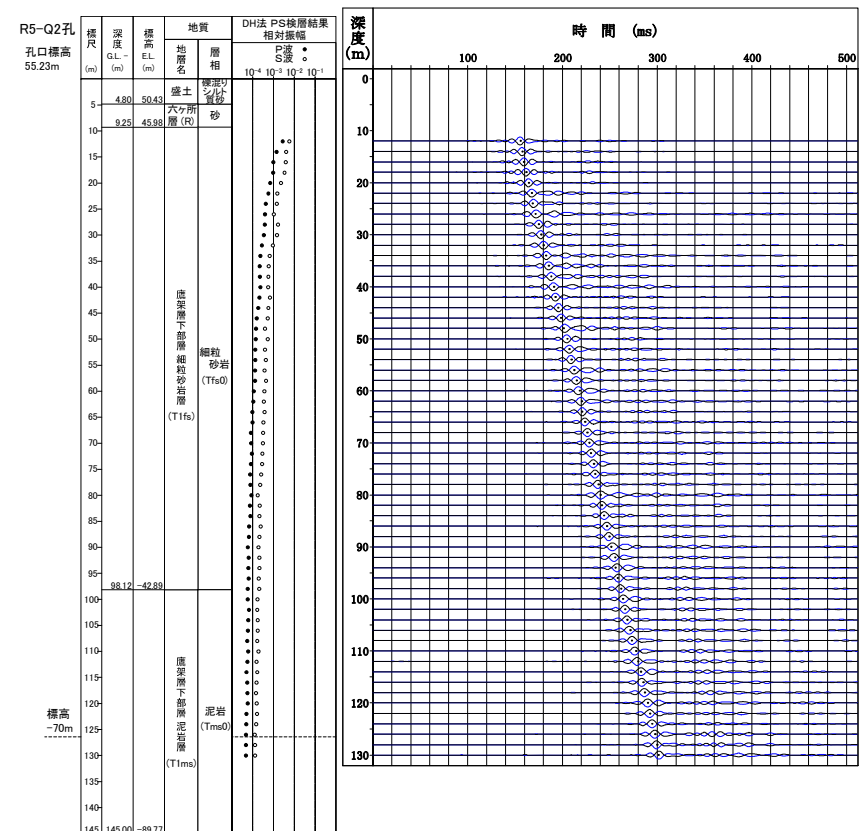 R5-Q2孔
孔口標高
55.23m
標尺
(m)
深度
G.L. -
(m)
標高
E.L.
(m)
地質
地層名
層相
DH法 PS検層結果
相対振幅
P波 ●
S波 ○
10-4 10-3 10-2 10-1
深度
(m)
時 間 (ms)
0 100 200 300 400 500
5
10
15
20
25
30
35
40
45
50
55
60
65
70
75
80
85
90
95
100
105
110
115
120
125
130
135
140
145
4.80 50.43
盛土
礫混り
シルト
質砂
9.25 45.98
六ヶ所
層(R)
砂
鷹架層下部層 細粒砂岩層
(T1fs)
細粒
砂岩
(Tfs0)
98.12 -42.89
鷹架層下部層 泥岩層
(T1ms)
泥岩
(Tms0)
標高
-70m
145.00 -89.77
0
10
20
30
40
50
60
70
80
90
100
110
120
130